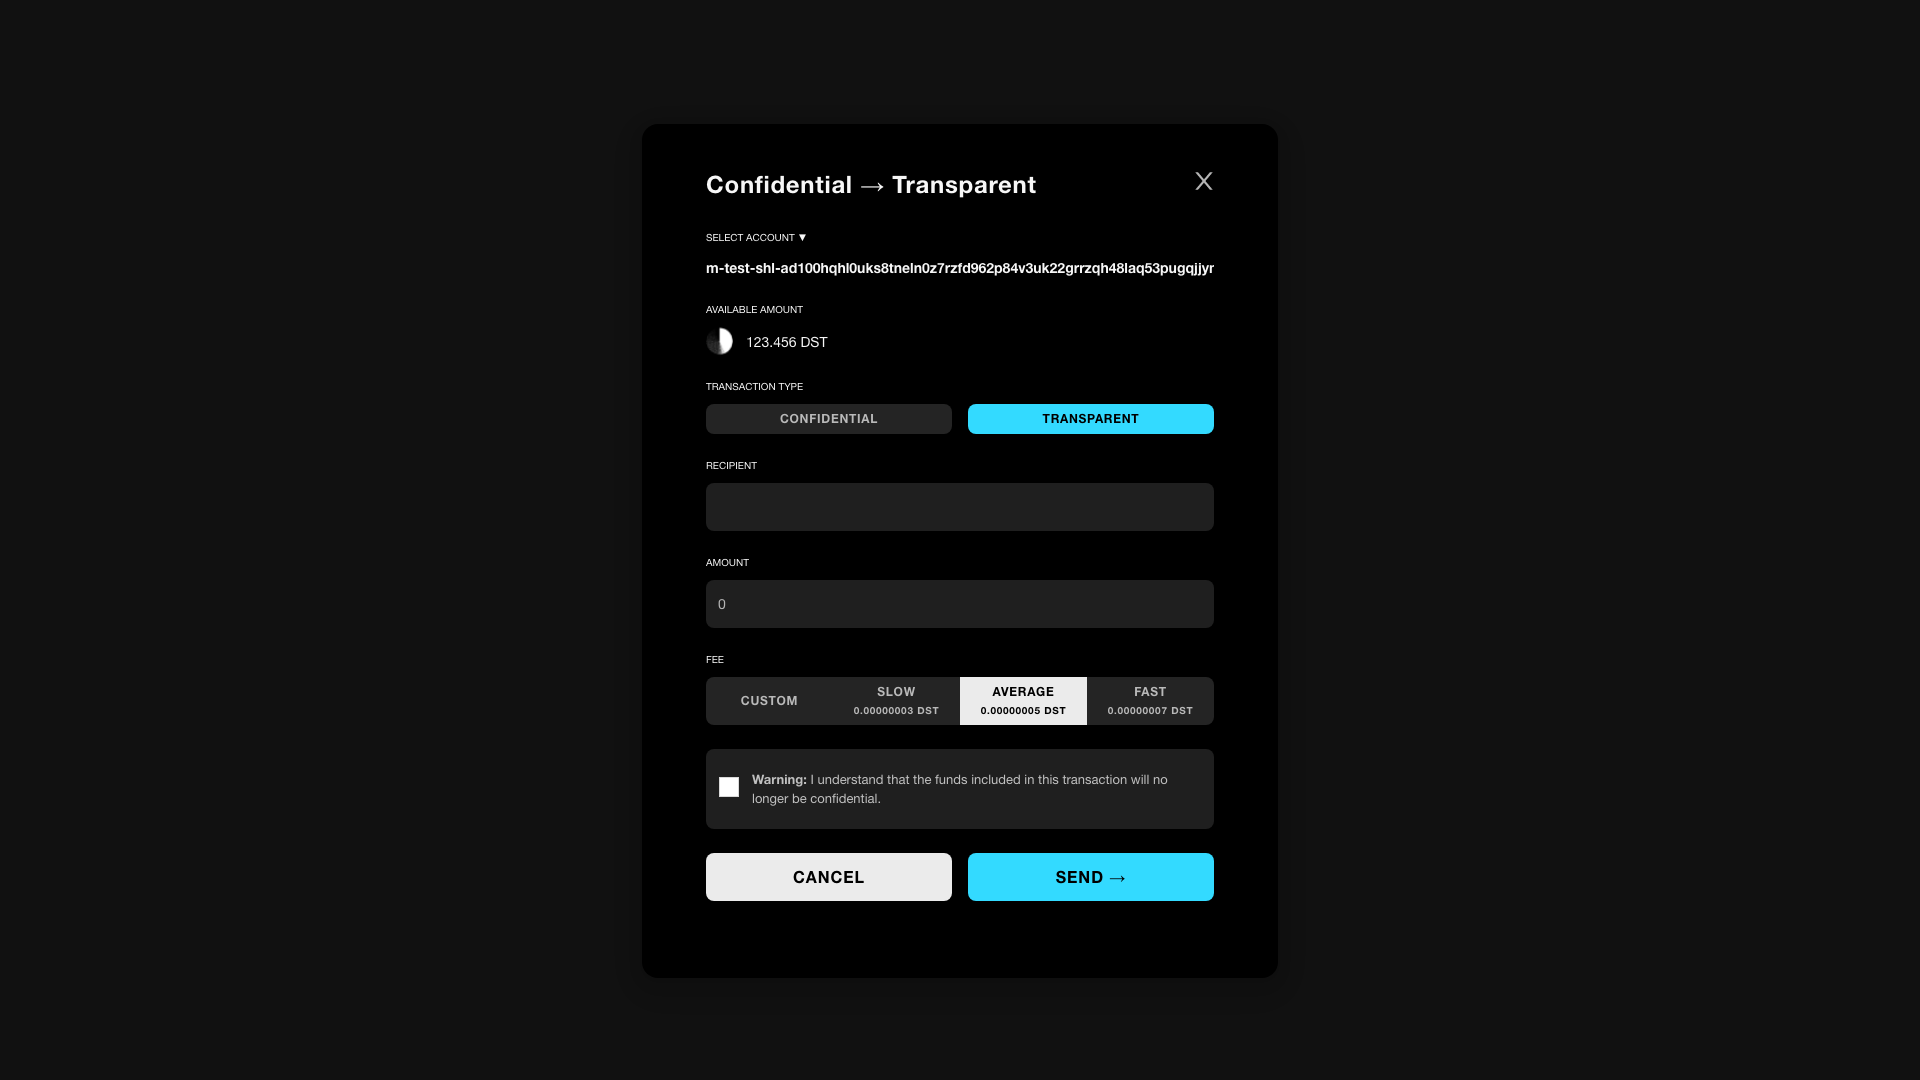 Confidential → Transparent
X
SELECT ACCOUNT ▼
m-test-shl-ad100hqhl0uks8tneln0z7rzfd962p84v3uk22grrzqh48laq53pugqjjyr
AVAILABLE AMOUNT
123.456 DST
TRANSACTION TYPE
CONFIDENTIAL
TRANSPARENT
RECIPIENT
AMOUNT
0
FEE
CUSTOM
SLOW
0.00000003 DST
AVERAGE
0.00000005 DST
FAST
0.00000007 DST
Warning: I understand that the funds included in this transaction will no
longer be confidential.
CANCEL
SEND →